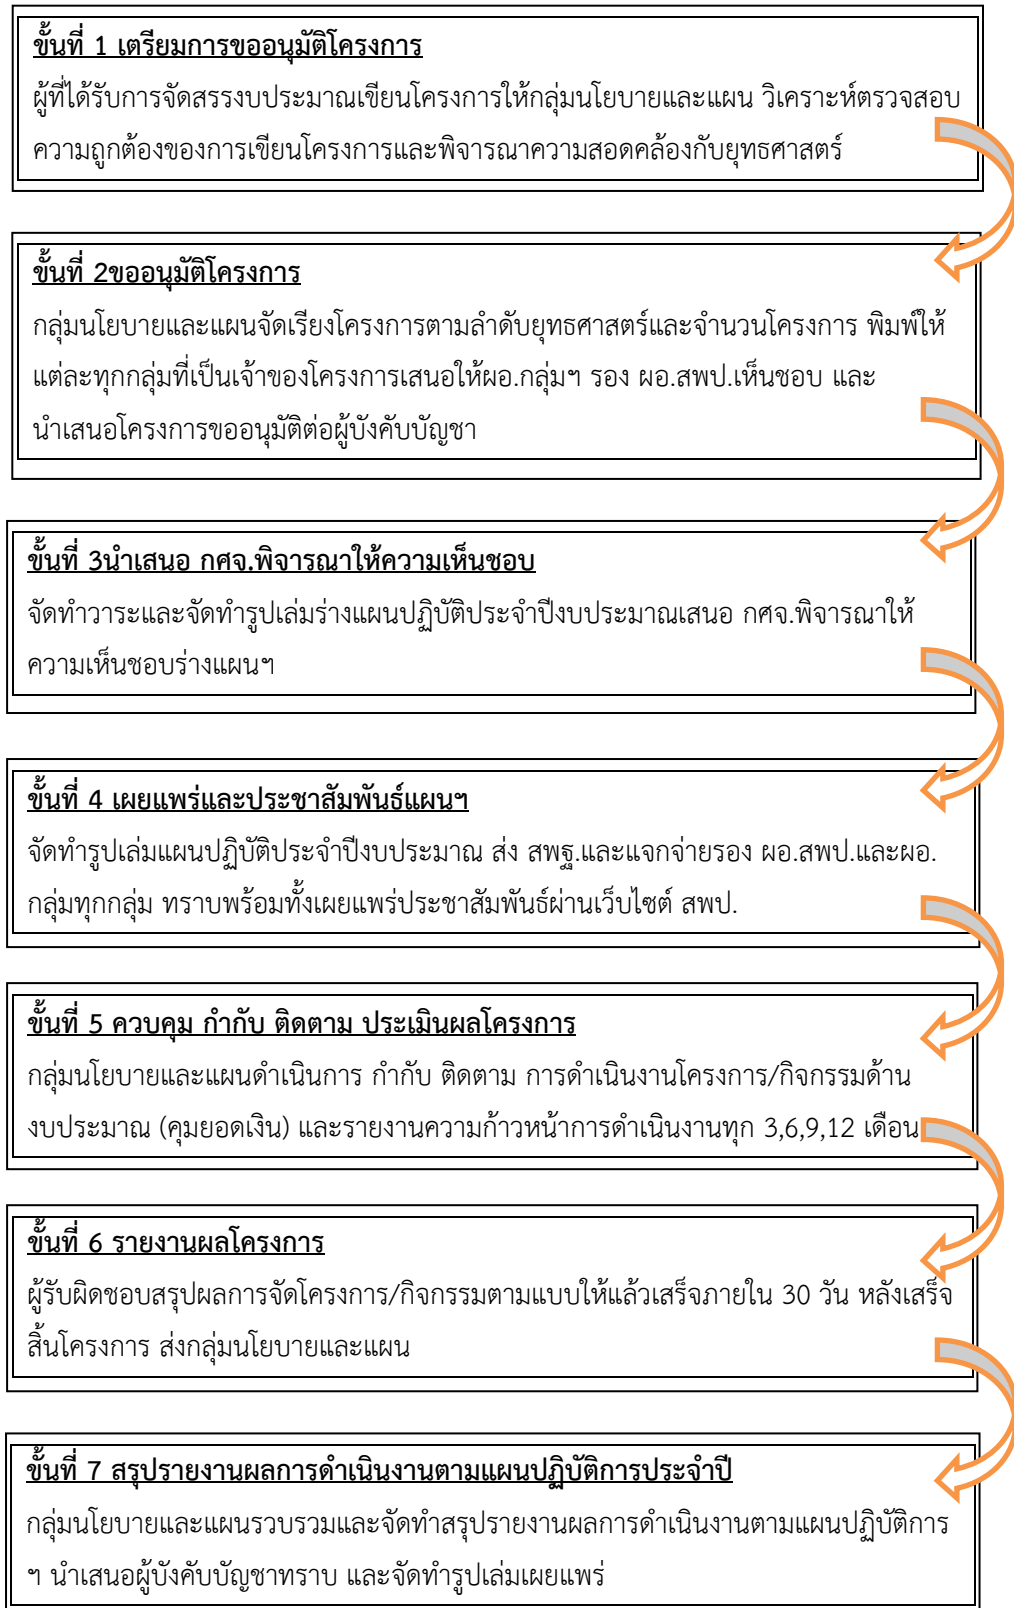 ขั้นที่ 1 เตรียมการขออนุมัติโครงการ
ผู้ที่ได้รับการจัดสรรงบประมาณเขียนโครงการให้กลุ่มนโยบายและแผน วิเคราะห์ตรวจสอบ
ความถูกต้องของการเขียนโครงการและพิจารณาความสอดคล้องกับยุทธศาสตร์
ขั้นที่ 2ขออนุมัติโครงการ
กลุ่มนโยบายและแผนจัดเรียงโครงการตามลำดับยุทธศาสตร์และจำนวนโครงการ พิมพ์ให้
แต่ละทุกกลุ่มที่เป็นเจ้าของโครงการเสนอให้ผอ.กลุ่มฯ รอง ผอ.สพป.เห็นชอบ และ
นำเสนอโครงการขออนุมัติต่อผู้บังคับบัญชา
ขั้นที่ 3นำเสนอ กศจ.พิจารณาให้ความเห็นชอบ
จัดทำวาระและจัดทำรูปเล่มร่างแผนปฏิบัติประจำปีงบประมาณเสนอ กศจ.พิจารณาให้
ความเห็นชอบร่างแผนฯ
ขั้นที่ 4 เผยแพร่และประชาสัมพันธ์แผนฯ
จัดทำรูปเล่มแผนปฏิบัติประจำปีงบประมาณ ส่ง สพฐ.และแจกจ่ายรอง ผอ.สพป.และผอ.
กลุ่มทุกกลุ่ม ทราบพร้อมทั้งเผยแพร่ประชาสัมพันธ์ผ่านเว็บไซต์ สพป.
ขั้นที่ 5 ควบคุม กำกับ ติดตาม ประเมินผลโครงการ
กลุ่มนโยบายและแผนดำเนินการ กำกับ ติดตาม การดำเนินงานโครงการ/กิจกรรมด้าน
งบประมาณ (คุมยอดเงิน) และรายงานความก้าวหน้าการดำเนินงานทุก 3,6,9,12 เดือน
ขั้นที่ 6 รายงานผลโครงการ
ผู้รับผิดชอบสรุปผลการจัดโครงการ/กิจกรรมตามแบบให้แล้วเสร็จภายใน 30 วัน หลังเสร็จ
สิ้นโครงการ ส่งกลุ่มนโยบายและแผน
ขั้นที่ 7 สรุปรายงานผลการดำเนินงานตามแผนปฏิบัติการประจำปี
กลุ่มนโยบายและแผนรวบรวมและจัดทำสรุปรายงานผลการดำเนินงานตามแผนปฏิบัติการ
ฯ นำเสนอผู้บังคับบัญชาทราบ และจัดทำรูปเล่มเผยแพร่